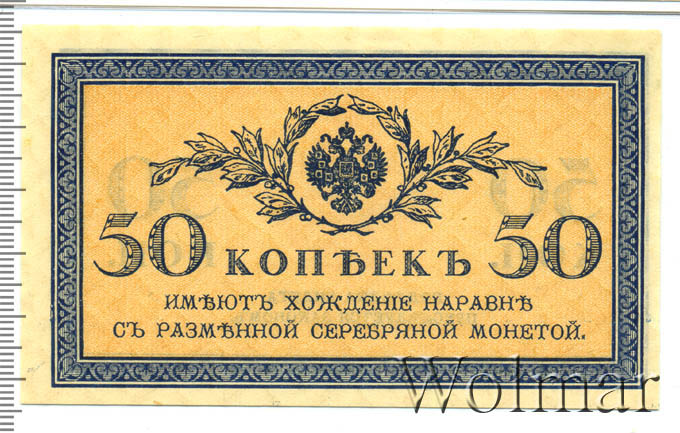 50 КОПѢЕКЪ 50
ИМѢЮТЪ ХОЖДЕНІЕ НАРАВНѢ
СЪ РАЗМѢННОЙ СЕРЕБРЯНОЙ МОНЕТОЙ.
Wolmar